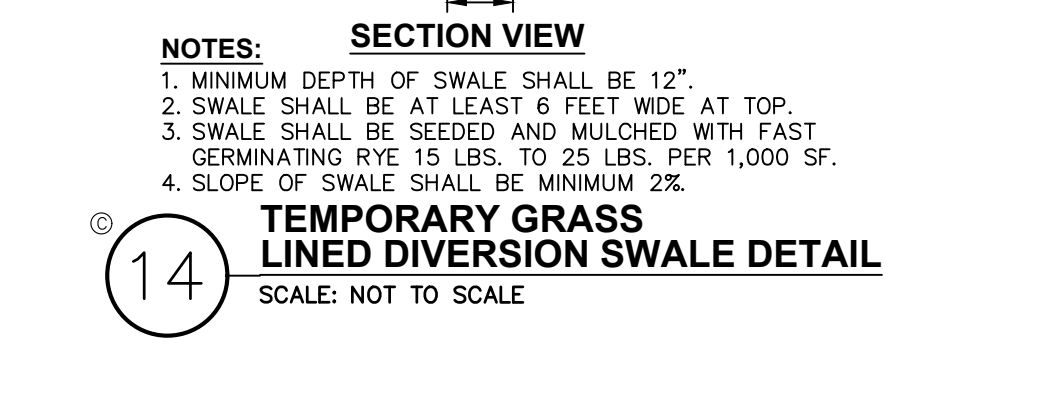 SECTION VIEW
NOTES:
1. MINIMUM DEPTH OF SWALE SHALL BE 12”.
2. SWALE SHALL BE AT LEAST 6 FEET WIDE AT TOP.
3. SWALE SHALL BE SEEDED AND MULCHED WITH FAST
GERMINATING RYE 15 LBS. TO 25 LBS. PER 1,000 SF.
4. SLOPE OF SWALE SHALL BE MINIMUM 2%.
©
14
TEMPORARY GRASS
LINED DIVERSION SWALE DETAIL
SCALE: NOT TO SCALE